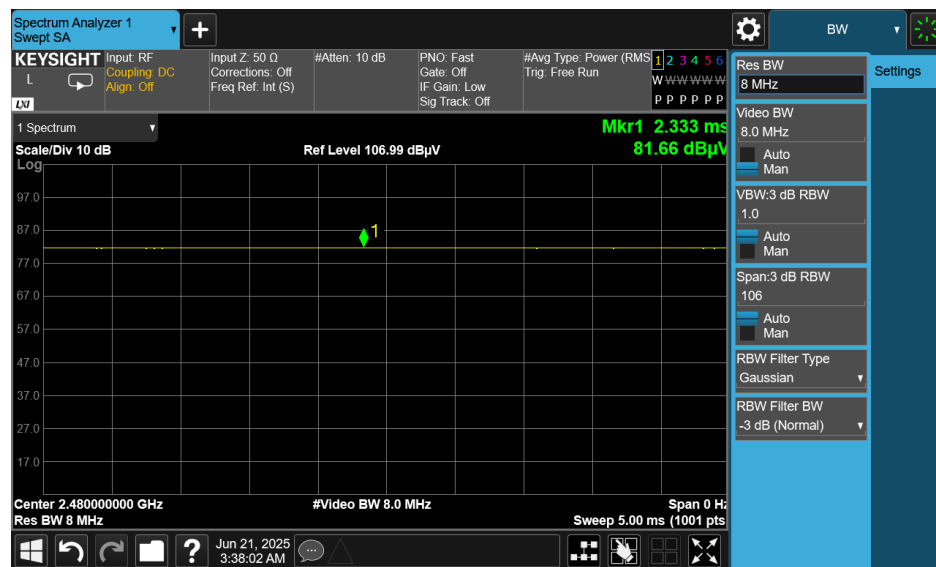 Spectrum Analyzer 1
Swept SA
+
BW
KEYSIGHT
L
LXI
Input: RF
Coupling: DC
Align: Off
Input Z: 50 Ω
Corrections: Off
Freq Ref: Int (S)
#Atten: 10 dB
PNO: Fast
Gate: Off
IF Gain: Low
Sig Track: Off
#Avg Type: Power (RMS
Trig: Free Run
1 2 3 4 5 6
W W W W W W
P P P P P P
1 Spectrum
Scale/Div 10 dB
Log
Ref Level 106.99 dBµV
Mkr1 2.333 ms
81.66 dBµV
97.0
87.0
77.0
67.0
57.0
47.0
37.0
27.0
17.0
1
Center 2.480000000 GHz
Res BW 8 MHz
#Video BW 8.0 MHz
Span 0 Hz
Sweep 5.00 ms (1001 pts
Res BW
8 MHz
Video BW
8.0 MHz
Auto
Man
VBW:3 dB RBW
1.0
Auto
Man
Span:3 dB RBW
106
Auto
Man
RBW Filter Type
Gaussian
RBW Filter BW
-3 dB (Normal)
Settings
?
Jun 21, 2025
3:38:02 AM